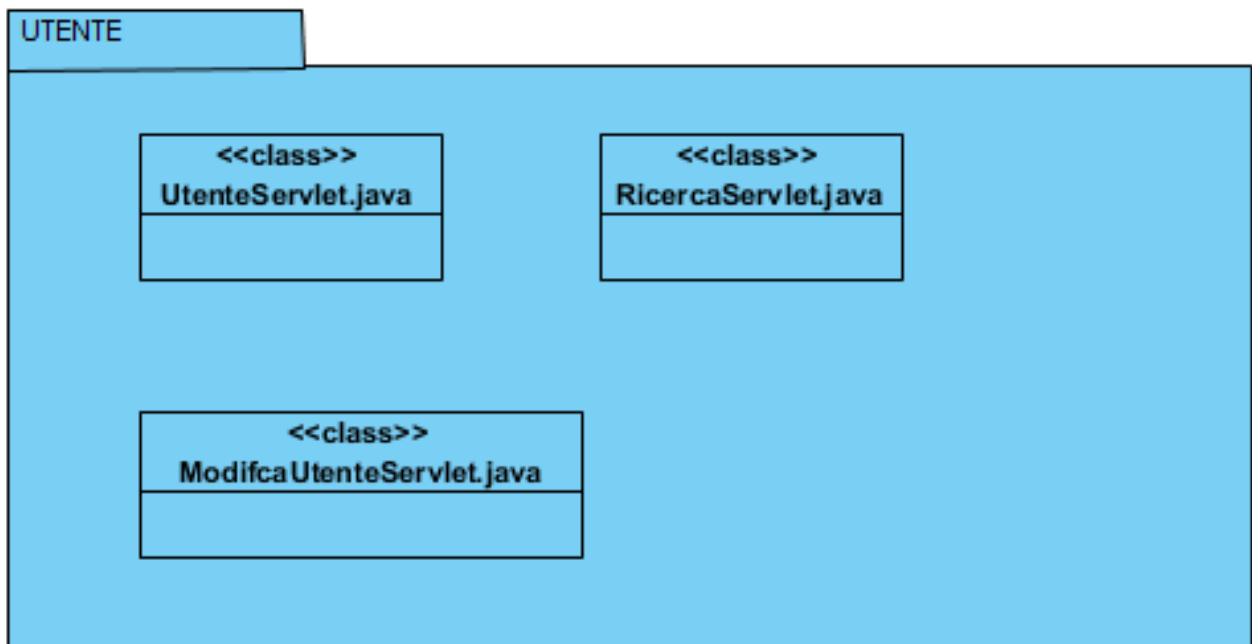 UTENTE
<<class>>
UtenteServlet.java
<<class>>
RicercaServlet.java
<<class>>
ModifcaUtenteServlet.java